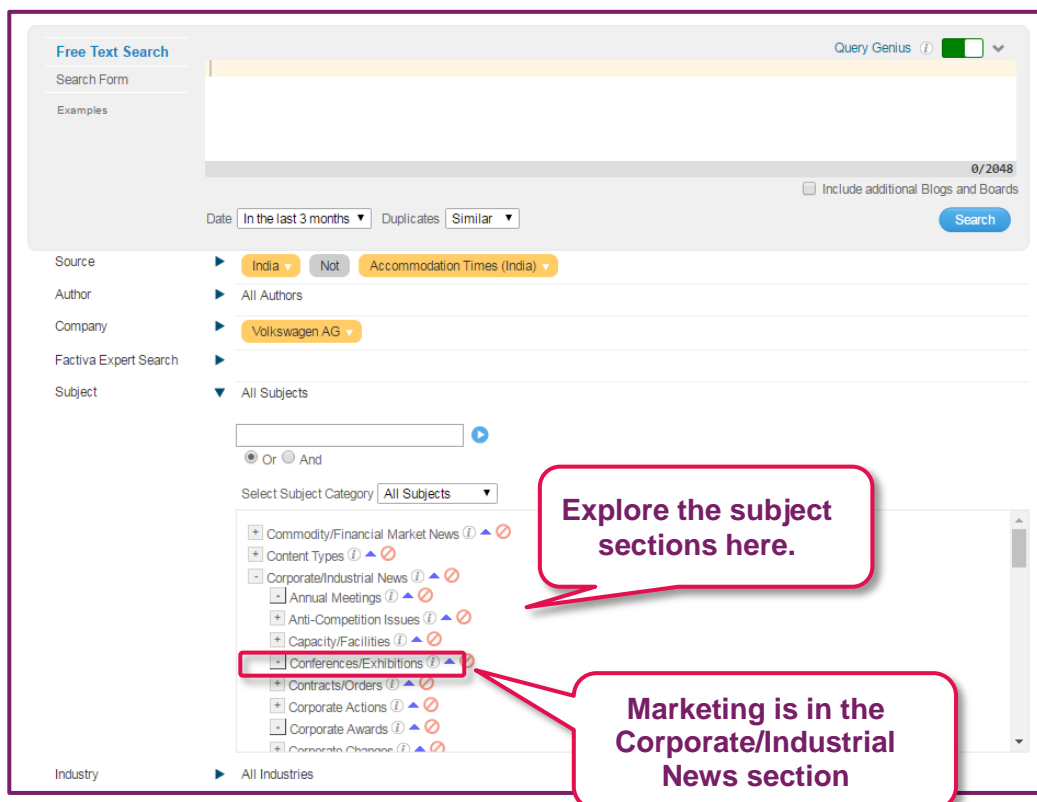 Free Text Search
Query Genius
Search Form
Examples
0/2048
Include additional Blogs and Boards
Date In the last 3 months Duplicates Similar
Search
Source India Not Accommodation Times (India)
Author All Authors
Company Volkswagen AG
Factiva Expert Search
Subject All Subjects
Or And
Select Subject Category All Subjects
Explore the subject
sections here.
+ Commodity/Financial Market News i
+ Content Types i
- Corporate/Industrial News i
- Annual Meetings i
+ Anti-Competition Issues i
+ Capacity/Facilities i
- Conferences/Exhibitions i
+ Contracts/Orders i
+ Corporate Actions i
- Corporate Awards i
+ Corporate Changes i
Marketing is in the
Corporate/Industrial
News section
Industry All Industries